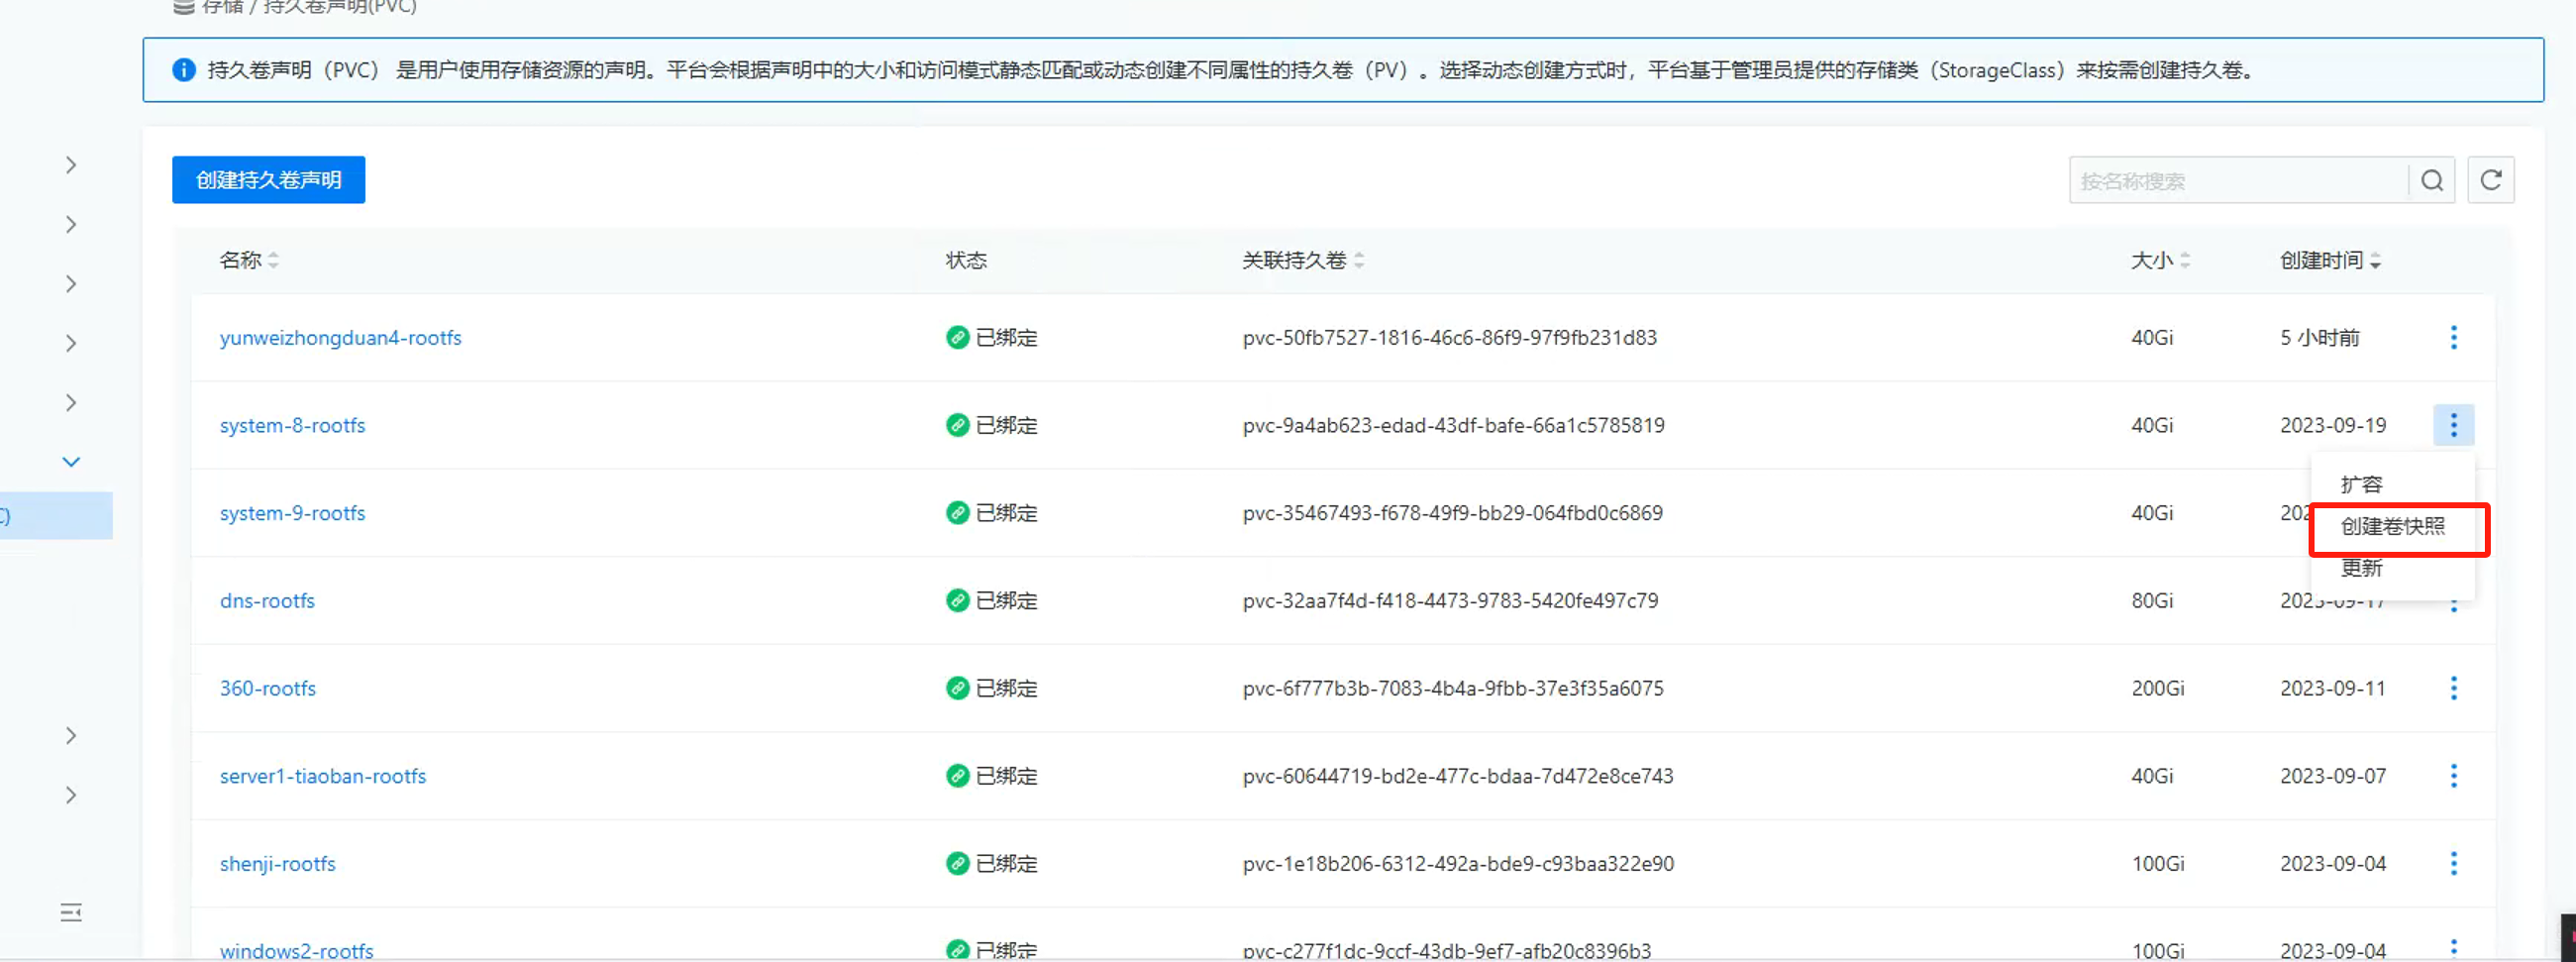 存储 / 持久卷声明(PVC)
持久卷声明（PVC） 是用户使用存储资源的声明。平台会根据声明中的大小和访问模式静态匹配或动态创建不同属性的持久卷（PV）。选择动态创建方式时，平台基于管理员提供的存储类（StorageClass）来按需创建持久卷。
创建持久卷声明
按名称搜索
名称 状态 关联持久卷 大小 创建时间
yunweizhongduan4-rootfs 已绑定 pvc-50fb7527-1816-46c6-86f9-97f9fb231d83 40Gi 5 小时前
system-8-rootfs 已绑定 pvc-9a4ab623-edad-43df-bafe-66a1c5785819 40Gi 2023-09-19
扩容
C)
system-9-rootfs 已绑定 pvc-35467493-f678-49f9-bb29-064fbd0c6869 40Gi 202
创建卷快照
更新
dns-rootfs 已绑定 pvc-32aa7f4d-f418-4473-9783-5420fe497c79 80Gi 2023-09-17
360-rootfs 已绑定 pvc-6f777b3b-7083-4b4a-9fbb-37e3f35a6075 200Gi 2023-09-11
server1-tiaoban-rootfs 已绑定 pvc-60644719-bd2e-477c-bdaa-7d472e8ce743 40Gi 2023-09-07
shenji-rootfs 已绑定 pvc-1e18b206-6312-492a-bde9-c93baa322e90 100Gi 2023-09-04
windows2-rootfs 已绑定 pvc-c277f1dc-9ccf-43db-9ef7-afb20c8396b3 100Gi 2023-09-04